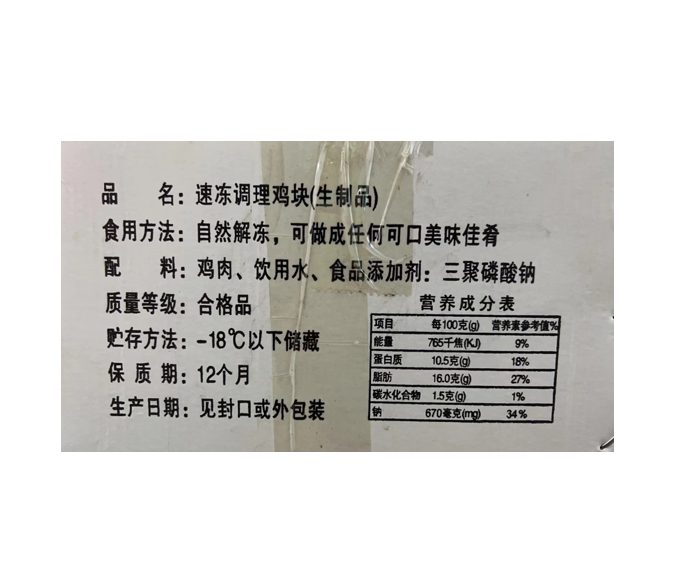 品 名：速冻调理鸡块(生制品)
食用方法：自然解冻，可做成任何可口美味佳肴
配 料：鸡肉、饮用水、食品添加剂：三聚磷酸钠
质量等级：合格品
贮存方法：-18℃以下储藏
保 质 期：12个月
生产日期：见封口或外包装
营养成分表
项目 每100克(g) 营养素参考值%
能量 765千焦(KJ) 9%
蛋白质 10.5克(g) 18%
脂肪 16.0克(g) 27%
碳水化合物 1.5克(g) 1%
钠 670毫克(mg) 34%